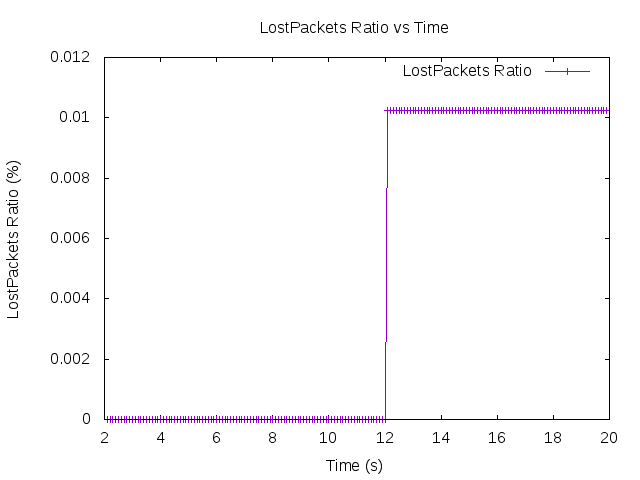 LostPackets Ratio vs Time
LostPackets Ratio
LostPackets Ratio (%)
0.012
0.01
0.008
0.006
0.004
0.002
0
2 4 6 8 10 12 14 16 18 20
Time (s)